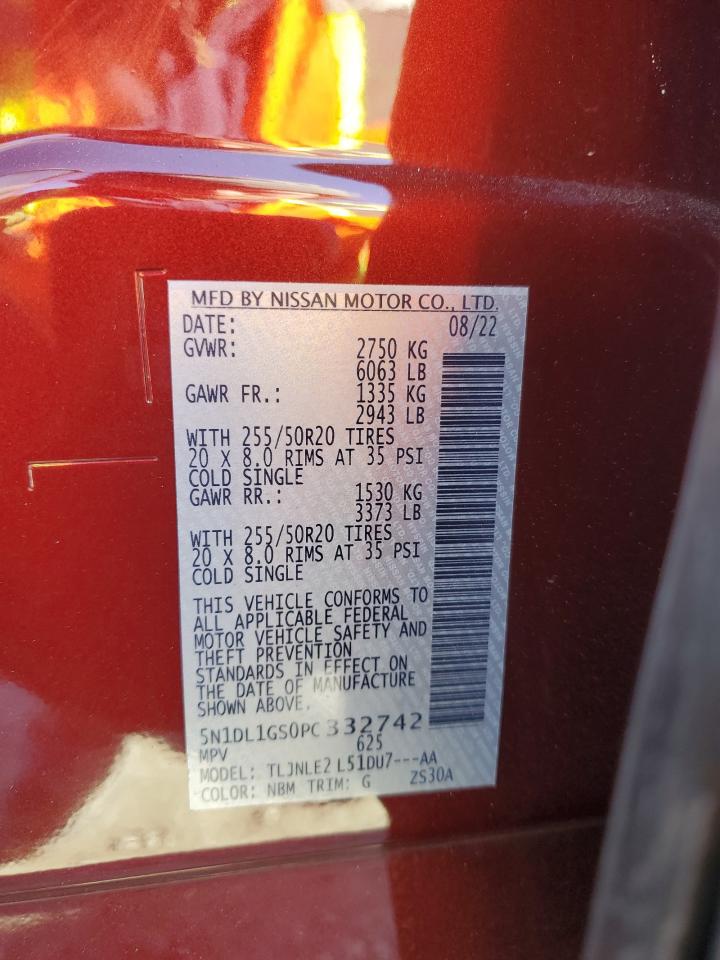 MFD BY NISSAN MOTOR CO., LTD.
DATE: 08/22
GVWR: 2750 KG
6063 LB
GAWR FR.: 1335 KG
2943 LB
WITH 255/50R20 TIRES
20 X 8.0 RIMS AT 35 PSI
COLD SINGLE
GAWR RR.: 1530 KG
3373 LB
WITH 255/50R20 TIRES
20 X 8.0 RIMS AT 35 PSI
COLD SINGLE
THIS VEHICLE CONFORMS TO
ALL APPLICABLE FEDERAL
MOTOR VEHICLE SAFETY AND
THEFT PREVENTION
STANDARDS IN EFFECT ON
THE DATE OF MANUFACTURE
SHOWN ABOVE.
5N1DL1GS0PC332742
MPV 625
MODEL: TLJNLE2 L51DU7---AA
COLOR: NBM TRIM: G ZS30A